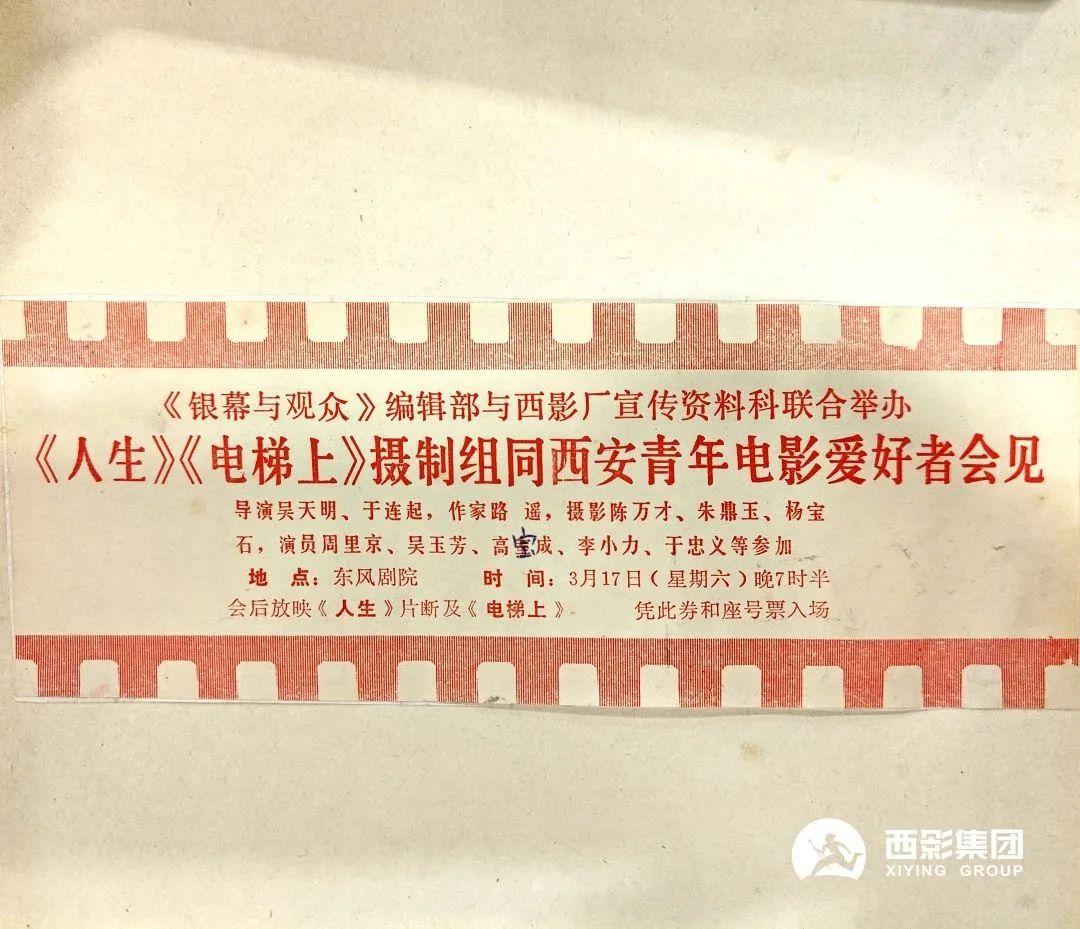 《银幕与观众》编辑部与西影厂宣传资料科联合举办
《人生》《电梯上》摄制组同西安青年电影爱好者会见
导演吴天明、于连起，作家路 遥，摄影陈万才、朱鼎玉、杨宝
石，演员周里京、吴玉芳、高宝成、李小力、于忠义等参加
地 点：东风剧院 时 间：3月17日（星期六）晚7时半
会后放映《人生》片断及《电梯上》 凭此券和座号票入场
西影集团
XIYING GROUP